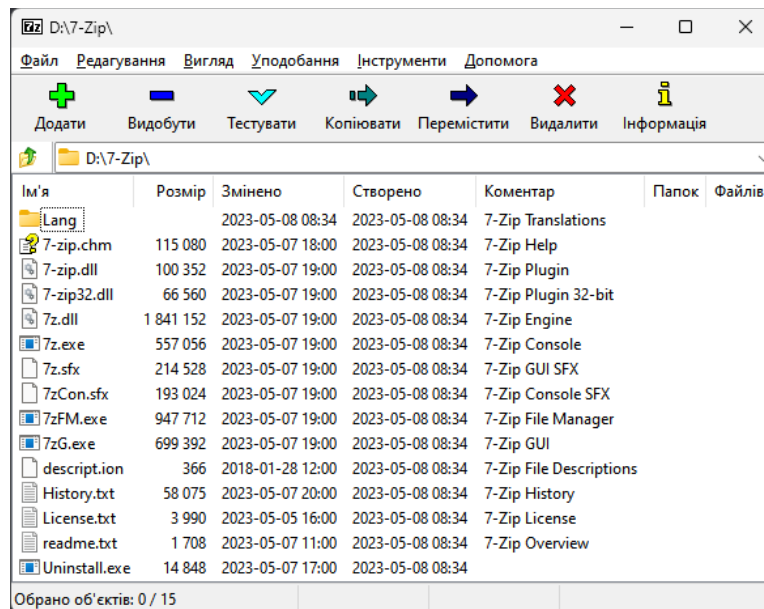 7z D:\7-Zip\
Файл Редагування Вигляд Уподобання Інструменти Допомога
Додати Видобути Тестувати Копіювати Перемістити Видалити Інформація
D:\7-Zip\
Ім'я Розмір Змінено Створено Коментар Папок Файлів
Lang 2023-05-08 08:34 2023-05-08 08:34 7-Zip Translations
7-zip.chm 115 080 2023-05-07 18:00 2023-05-08 08:34 7-Zip Help
7-zip.dll 100 352 2023-05-07 19:00 2023-05-08 08:34 7-Zip Plugin
7-zip32.dll 66 560 2023-05-07 19:00 2023-05-08 08:34 7-Zip Plugin 32-bit
7z.dll 1 841 152 2023-05-07 19:00 2023-05-08 08:34 7-Zip Engine
7z.exe 557 056 2023-05-07 19:00 2023-05-08 08:34 7-Zip Console
7z.sfx 214 528 2023-05-07 19:00 2023-05-08 08:34 7-Zip GUI SFX
7zCon.sfx 193 024 2023-05-07 19:00 2023-05-08 08:34 7-Zip Console SFX
7zFM.exe 947 712 2023-05-07 19:00 2023-05-08 08:34 7-Zip File Manager
7zG.exe 699 392 2023-05-07 19:00 2023-05-08 08:34 7-Zip GUI
descript.ion 366 2018-01-28 12:00 2023-05-08 08:34 7-Zip File Descriptions
History.txt 58 075 2023-05-07 20:00 2023-05-08 08:34 7-Zip History
License.txt 3 990 2023-05-05 16:00 2023-05-08 08:34 7-Zip License
readme.txt 1 708 2023-05-07 11:00 2023-05-08 08:34 7-Zip Overview
Uninstall.exe 14 848 2023-05-07 17:00 2023-05-08 08:34
Обрано об'єктів: 0 / 15